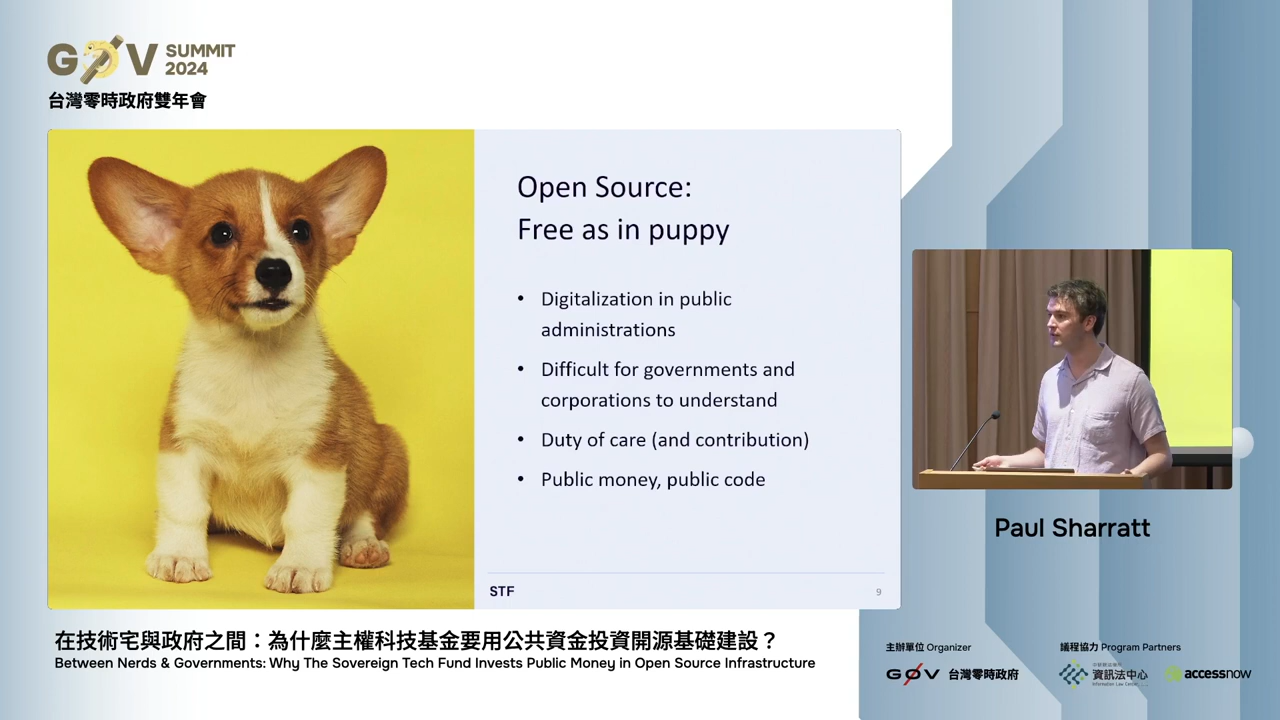 G0V SUMMIT 2024
台灣零時政府雙年會
Open Source:
Free as in puppy
• Digitalization in public
administrations
• Difficult for governments and
corporations to understand
• Duty of care (and contribution)
• Public money, public code
STF
9
Paul Sharratt
在技術宅與政府之間：為什麼主權科技基金要用公共資金投資開源基礎建設？
Between Nerds & Governments: Why The Sovereign Tech Fund Invests Public Money in Open Source Infrastructure
主辦單位 Organizer
G0V 台灣零時政府
議程協力 Program Partners
資訊法中心
Information Law Center
accessnow